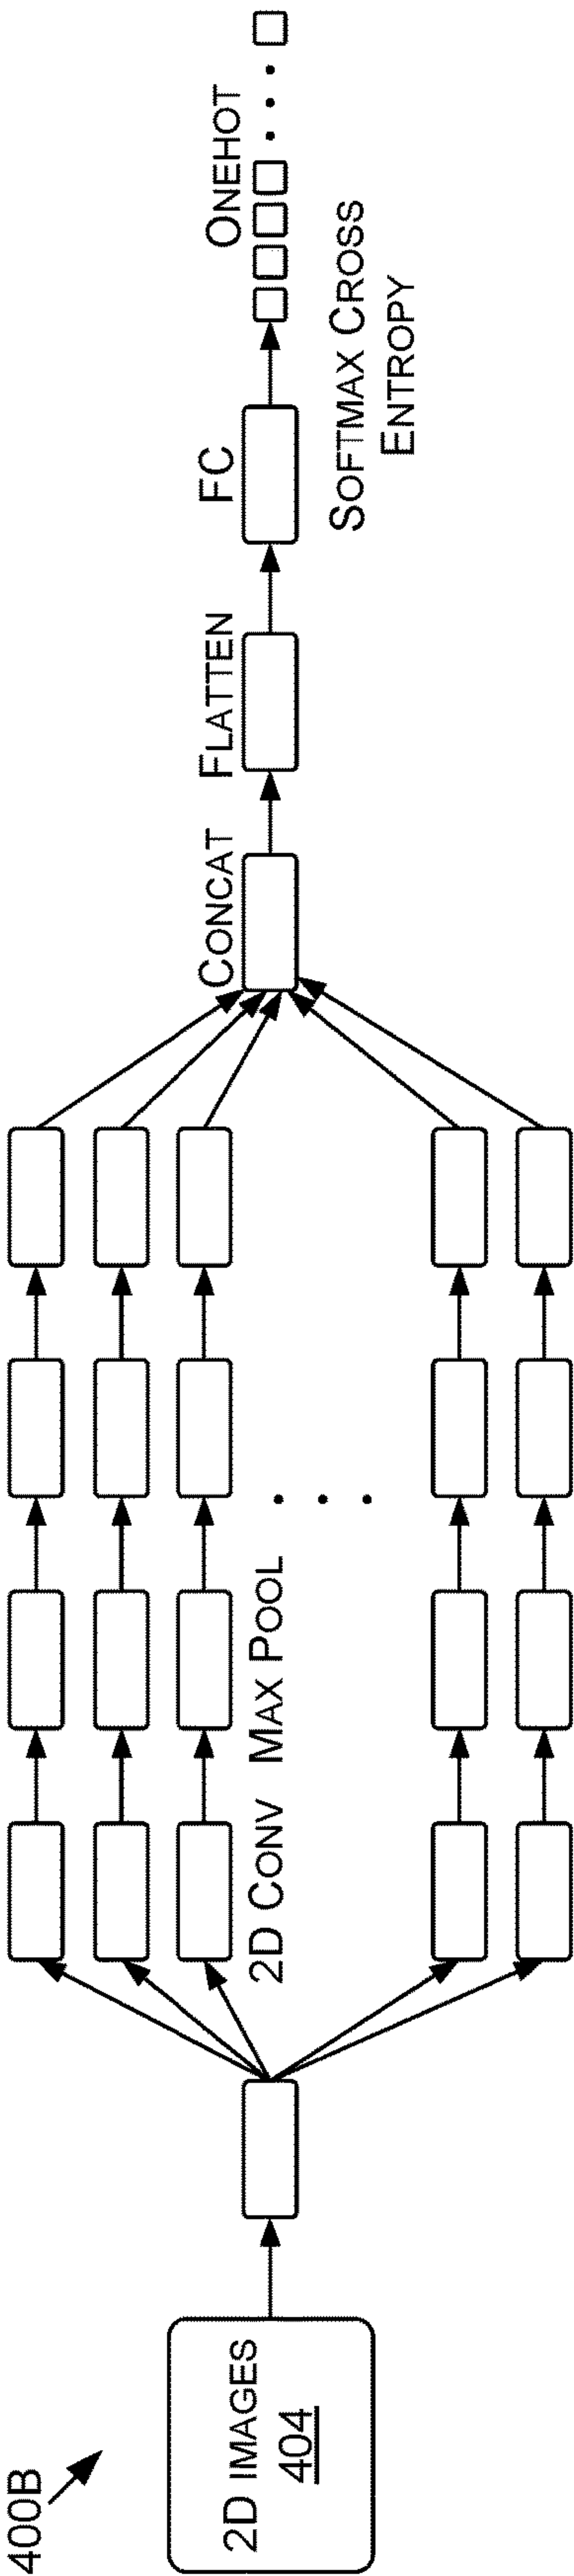 400B
2D IMAGES
404
2D CONV
MAX POOL
CONCAT
FLATTEN
FC
SOFTMAX CROSS
ENTROPY
ONEHOT